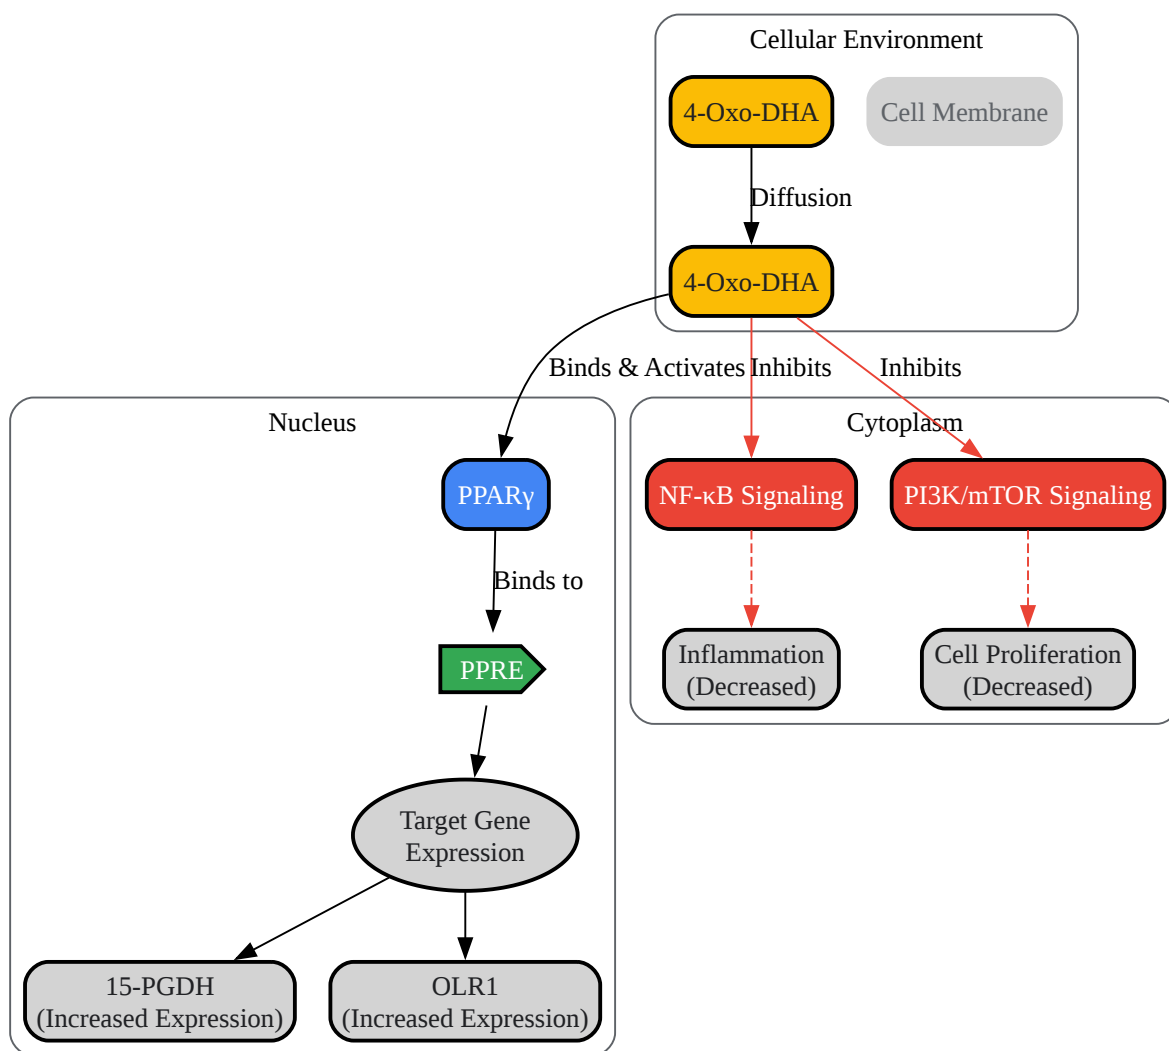 Cellular Environment
4-Oxo-DHA
Cell Membrane
Diffusion
4-Oxo-DHA
Binds & Activates
Inhibits
Inhibits
Nucleus
Cytoplasm
PPARγ
NF-κB Signaling
PI3K/mTOR Signaling
Binds to
Inflammation
(Decreased)
Cell Proliferation
(Decreased)
PPRE
Target Gene
Expression
15-PGDH
(Increased Expression)
OLR1
(Increased Expression)